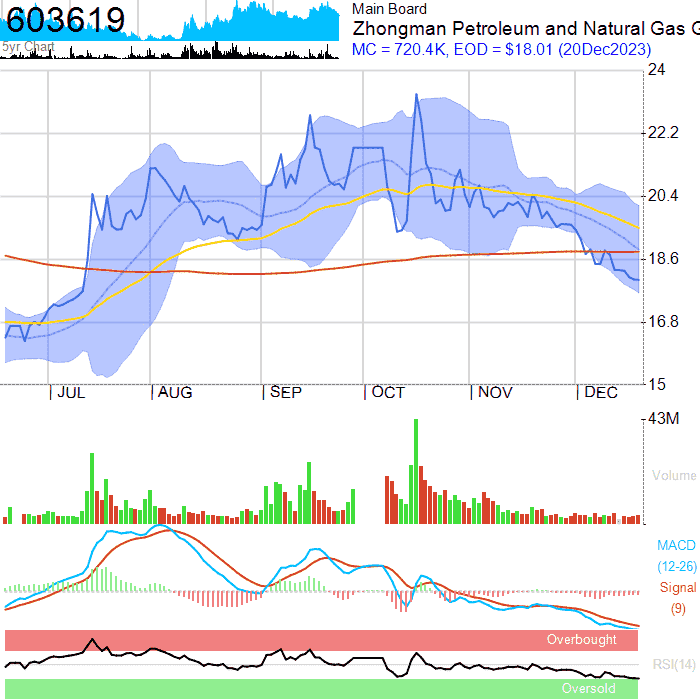 603619
5yr Chart
Main Board
Zhongman Petroleum and Natural Gas G
MC = 720.4K, EOD = $18.01 (20Dec2023)
24
22.2
20.4
18.6
16.8
15
JUL AUG SEP OCT NOV DEC
43M
Volume
MACD
(12-26)
Signal
(9)
Overbought
RSI(14)
Oversold